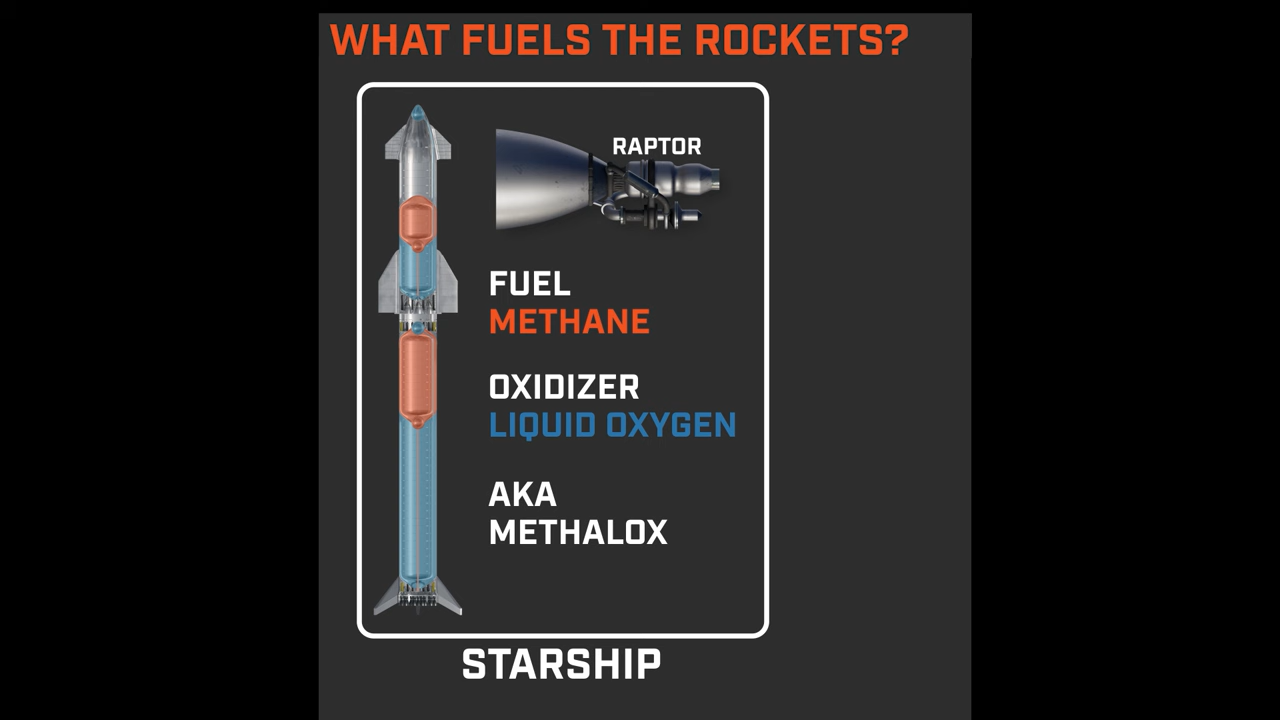 WHAT FUELS THE ROCKETS?
RAPTOR
FUEL
METHANE
OXIDIZER
LIQUID OXYGEN
AKA
METHALOX
STARSHIP